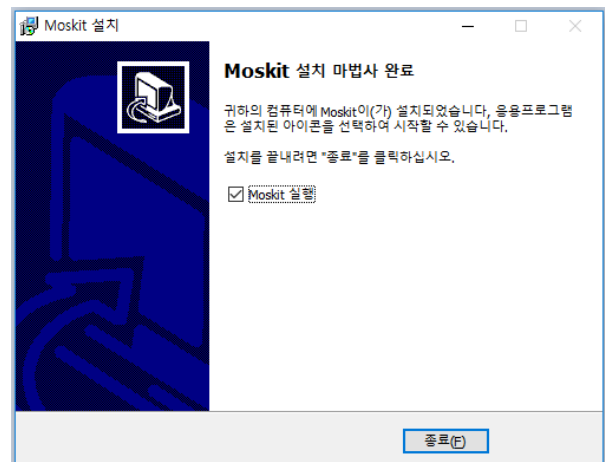 Moskit 설치
Moskit 설치 마법사 완료
귀하의 컴퓨터에 Moskit이(가) 설치되었습니다, 응용프로그램
은 설치된 아이콘을 선택하여 시작할 수 있습니다.
설치를 끝내려면 "종료"를 클릭하십시오.
Moskit 실행
종료(F)